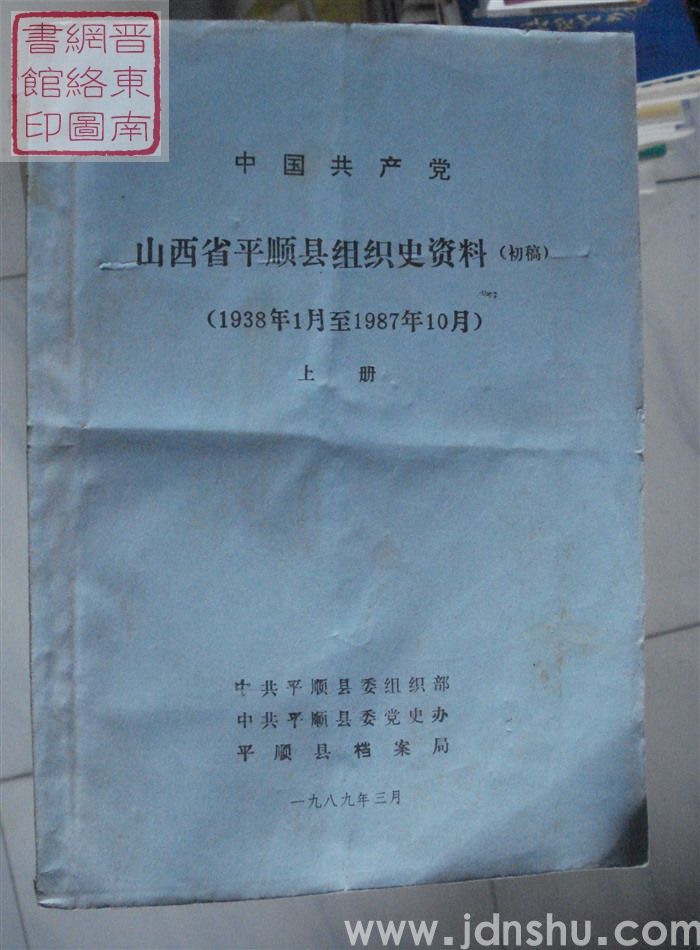 晋東南
網絡圖
書館印
中国共产党
山西省平顺县组织史资料（初稿）
（1938年1月至1987年10月）
上 册
中共平顺县委组织部
中共平顺县委党史办
平顺县档案局
一九八九年三月
www.jdnshu.com